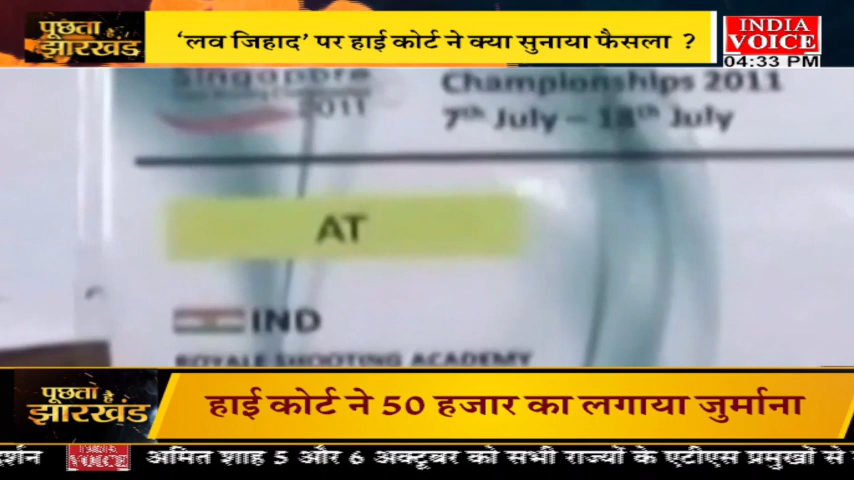 पूछता है
झारखंड
‘लव जिहाद’ पर हाई कोर्ट ने क्या सुनाया फैसला ?
INDIA
VOICE
04:33 PM
Singapore
2011
Championships 2011
7th July – 18th July
AT
IND
ROYALE SHOOTING ACADEMY
पूछता है
झारखंड
हाई कोर्ट ने 50 हजार का लगाया जुर्माना
दर्शन INDIA VOICE अमित शाह 5 और 6 अक्टूबर को सभी राज्यों के एटीएस प्रमुखों से